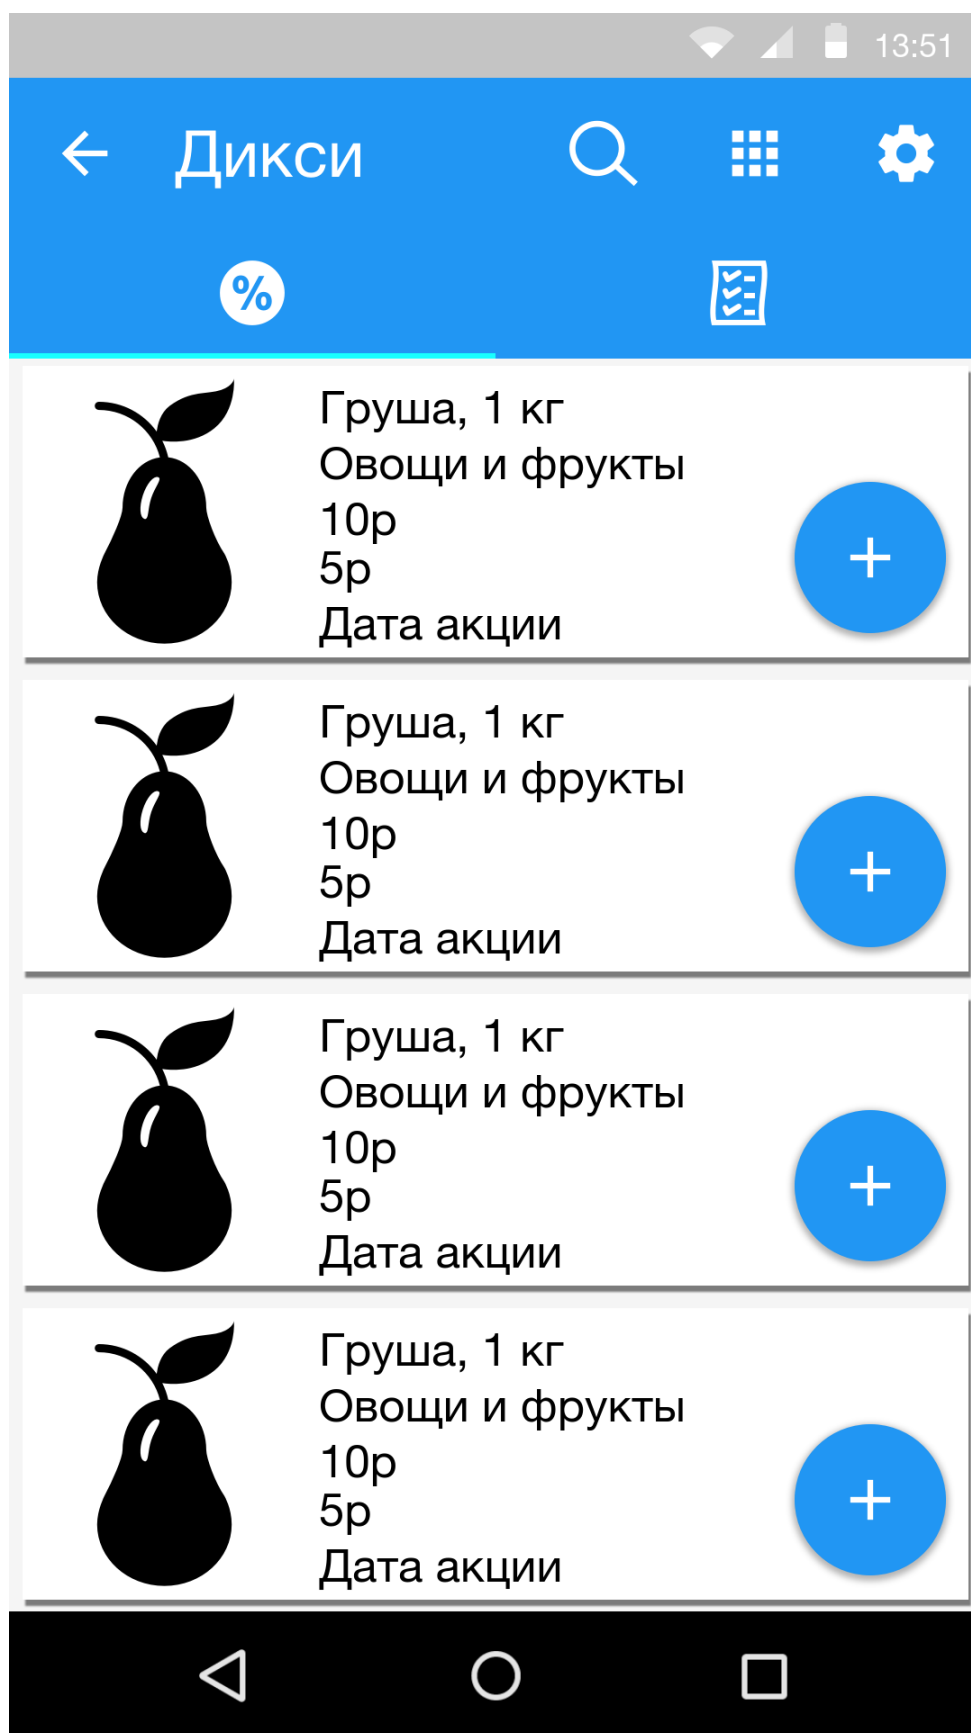 13:51
Дикси
%
Груша, 1 кг
Овощи и фрукты
10р
5р
Дата акции
Груша, 1 кг
Овощи и фрукты
10р
5р
Дата акции
Груша, 1 кг
Овощи и фрукты
10р
5р
Дата акции
Груша, 1 кг
Овощи и фрукты
10р
5р
Дата акции